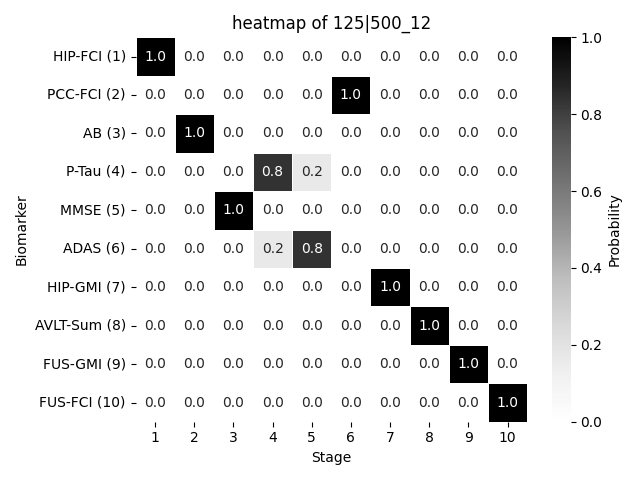 heatmap of 125|500_12
HIP-FCI (1) 1.0 0.0 0.0 0.0 0.0 0.0 0.0 0.0 0.0 0.0
PCC-FCI (2) 0.0 0.0 0.0 0.0 0.0 1.0 0.0 0.0 0.0 0.0
AB (3) 0.0 1.0 0.0 0.0 0.0 0.0 0.0 0.0 0.0 0.0
P-Tau (4) 0.0 0.0 0.0 0.8 0.2 0.0 0.0 0.0 0.0 0.0
MMSE (5) 0.0 0.0 1.0 0.0 0.0 0.0 0.0 0.0 0.0 0.0
ADAS (6) 0.0 0.0 0.0 0.2 0.8 0.0 0.0 0.0 0.0 0.0
HIP-GMI (7) 0.0 0.0 0.0 0.0 0.0 0.0 1.0 0.0 0.0 0.0
AVLT-Sum (8) 0.0 0.0 0.0 0.0 0.0 0.0 0.0 1.0 0.0 0.0
FUS-GMI (9) 0.0 0.0 0.0 0.0 0.0 0.0 0.0 0.0 1.0 0.0
FUS-FCI (10) 0.0 0.0 0.0 0.0 0.0 0.0 0.0 0.0 0.0 1.0
1 2 3 4 5 6 7 8 9 10
Stage
Biomarker
1.0
0.8
0.6
0.4
0.2
0.0
Probability